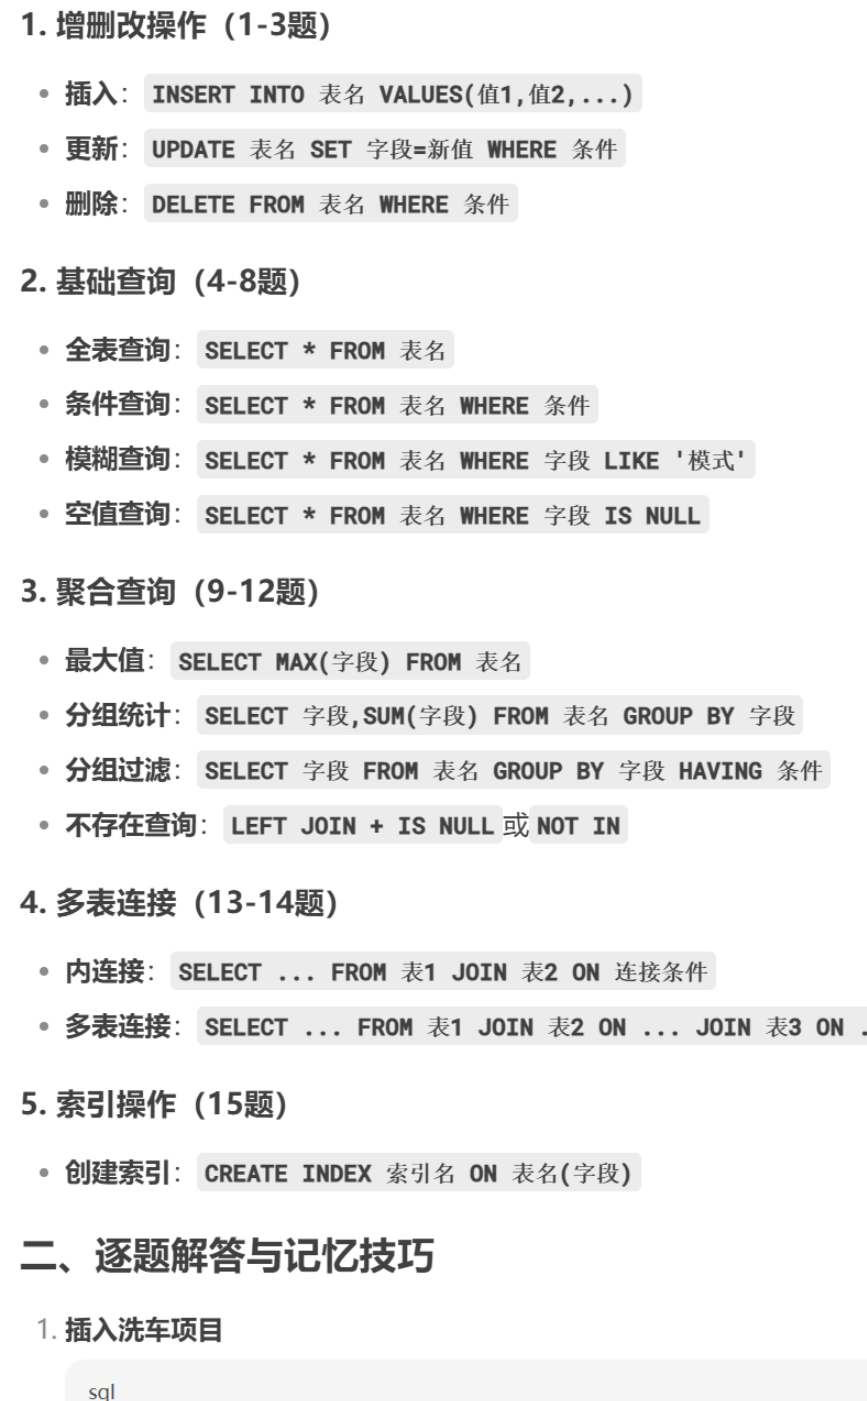 1. 增删改操作（1-3题）
插入： INSERT INTO 表名 VALUES(值1,值2,...)
更新： UPDATE 表名 SET 字段=新值 WHERE 条件
删除： DELETE FROM 表名 WHERE 条件
2. 基础查询（4-8题）
全表查询： SELECT * FROM 表名
条件查询： SELECT * FROM 表名 WHERE 条件
模糊查询： SELECT * FROM 表名 WHERE 字段 LIKE '模式'
空值查询： SELECT * FROM 表名 WHERE 字段 IS NULL
3. 聚合查询（9-12题）
最大值： SELECT MAX(字段) FROM 表名
分组统计： SELECT 字段,SUM(字段) FROM 表名 GROUP BY 字段
分组过滤： SELECT 字段 FROM 表名 GROUP BY 字段 HAVING 条件
不存在查询： LEFT JOIN + IS NULL 或 NOT IN
4. 多表连接（13-14题）
内连接： SELECT ... FROM 表1 JOIN 表2 ON 连接条件
多表连接： SELECT ... FROM 表1 JOIN 表2 ON ... JOIN 表3 ON .
5. 索引操作（15题）
创建索引： CREATE INDEX 索引名 ON 表名(字段)
二、逐题解答与记忆技巧
1. 插入洗车项目
sql